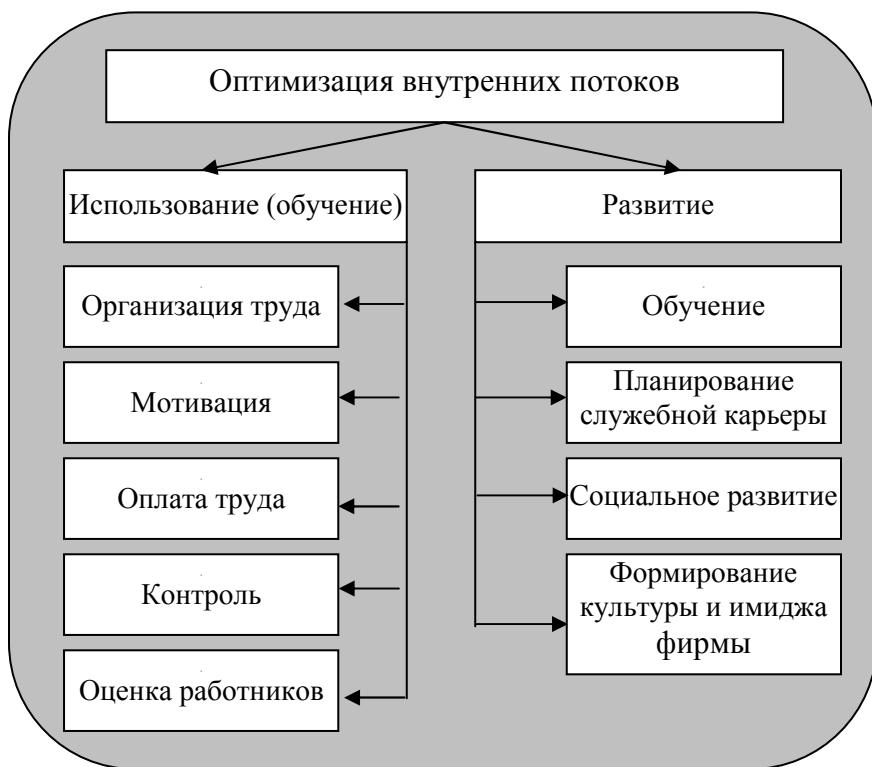 Оптимизация внутренних потоков
Использование (обучение)
Организация труда
Мотивация
Оплата труда
Контроль
Оценка работников
Развитие
Обучение
Планирование
служебной карьеры
Социальное развитие
Формирование
культуры и имиджа
фирмы